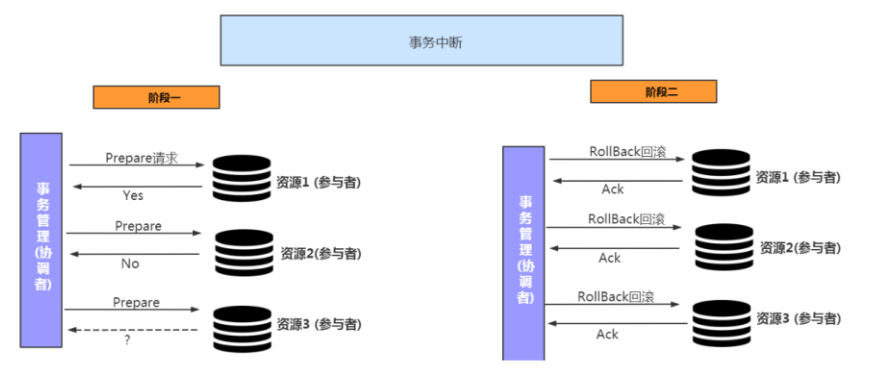 事务中断
阶段一
阶段二
事务管理(协调者)
Prepare请求
Yes
资源1 (参与者)
Prepare
No
资源2(参与者)
Prepare
?
资源3 (参与者)
事务管理(协调者)
RollBack回滚
Ack
资源1 (参与者)
RollBack回滚
Ack
资源2(参与者)
RollBack回滚
Ack
资源3 (参与者)